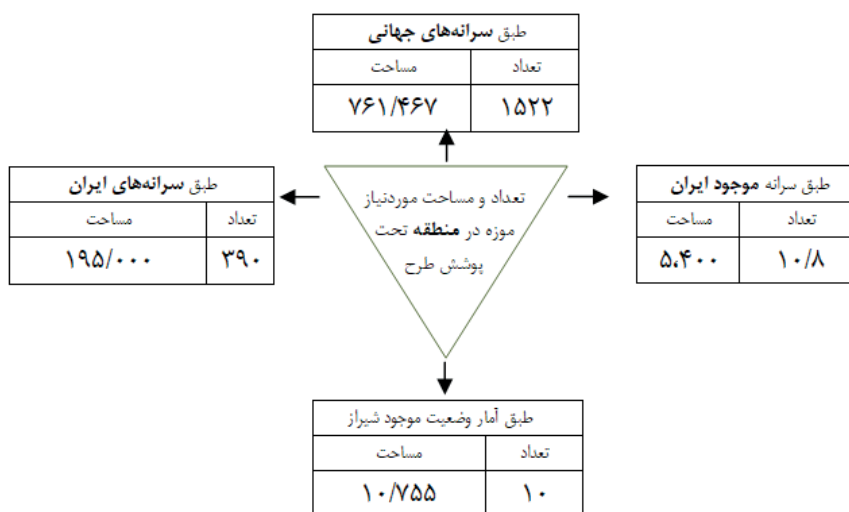 طبق سرانه‌های جهانی
تعداد مساحت
۱۵۲۲ ۷۶۱/۴۶۷
طبق سرانه موجود ایران
تعداد مساحت
۱۰/۸ ۵،۴۰۰
تعداد و مساحت موردنیاز
موزه در منطقه تحت
پوشش طرح
طبق سرانه‌های ایران
تعداد مساحت
۳۹۰ ۱۹۵/۰۰۰
طبق آمار وضعیت موجود شیراز
تعداد مساحت
۱۰ ۱۰/۷۵۵